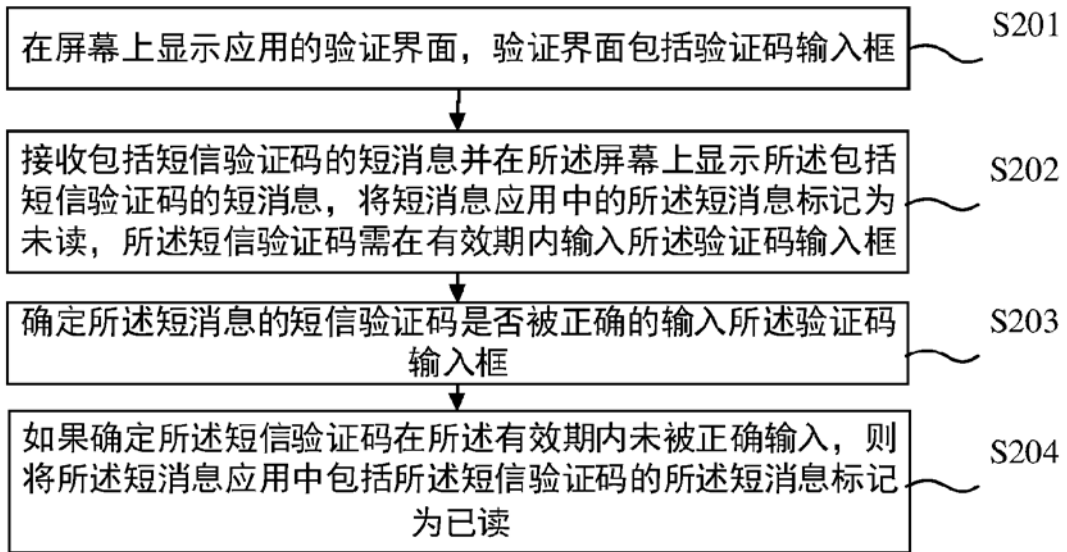 在屏幕上显示应用的验证界面，验证界面包括验证码输入框
S201
接收包括短信验证码的短消息并在所述屏幕上显示所述包括
短信验证码的短消息，将短消息应用中的所述短消息标记为
未读，所述短信验证码需在有效期内输入所述验证码输入框
S202
确定所述短消息的短信验证码是否被正确的输入所述验证码
输入框
S203
如果确定所述短信验证码在所述有效期内未被正确输入，则
将所述短消息应用中包括所述短信验证码的所述短消息标记
为已读
S204